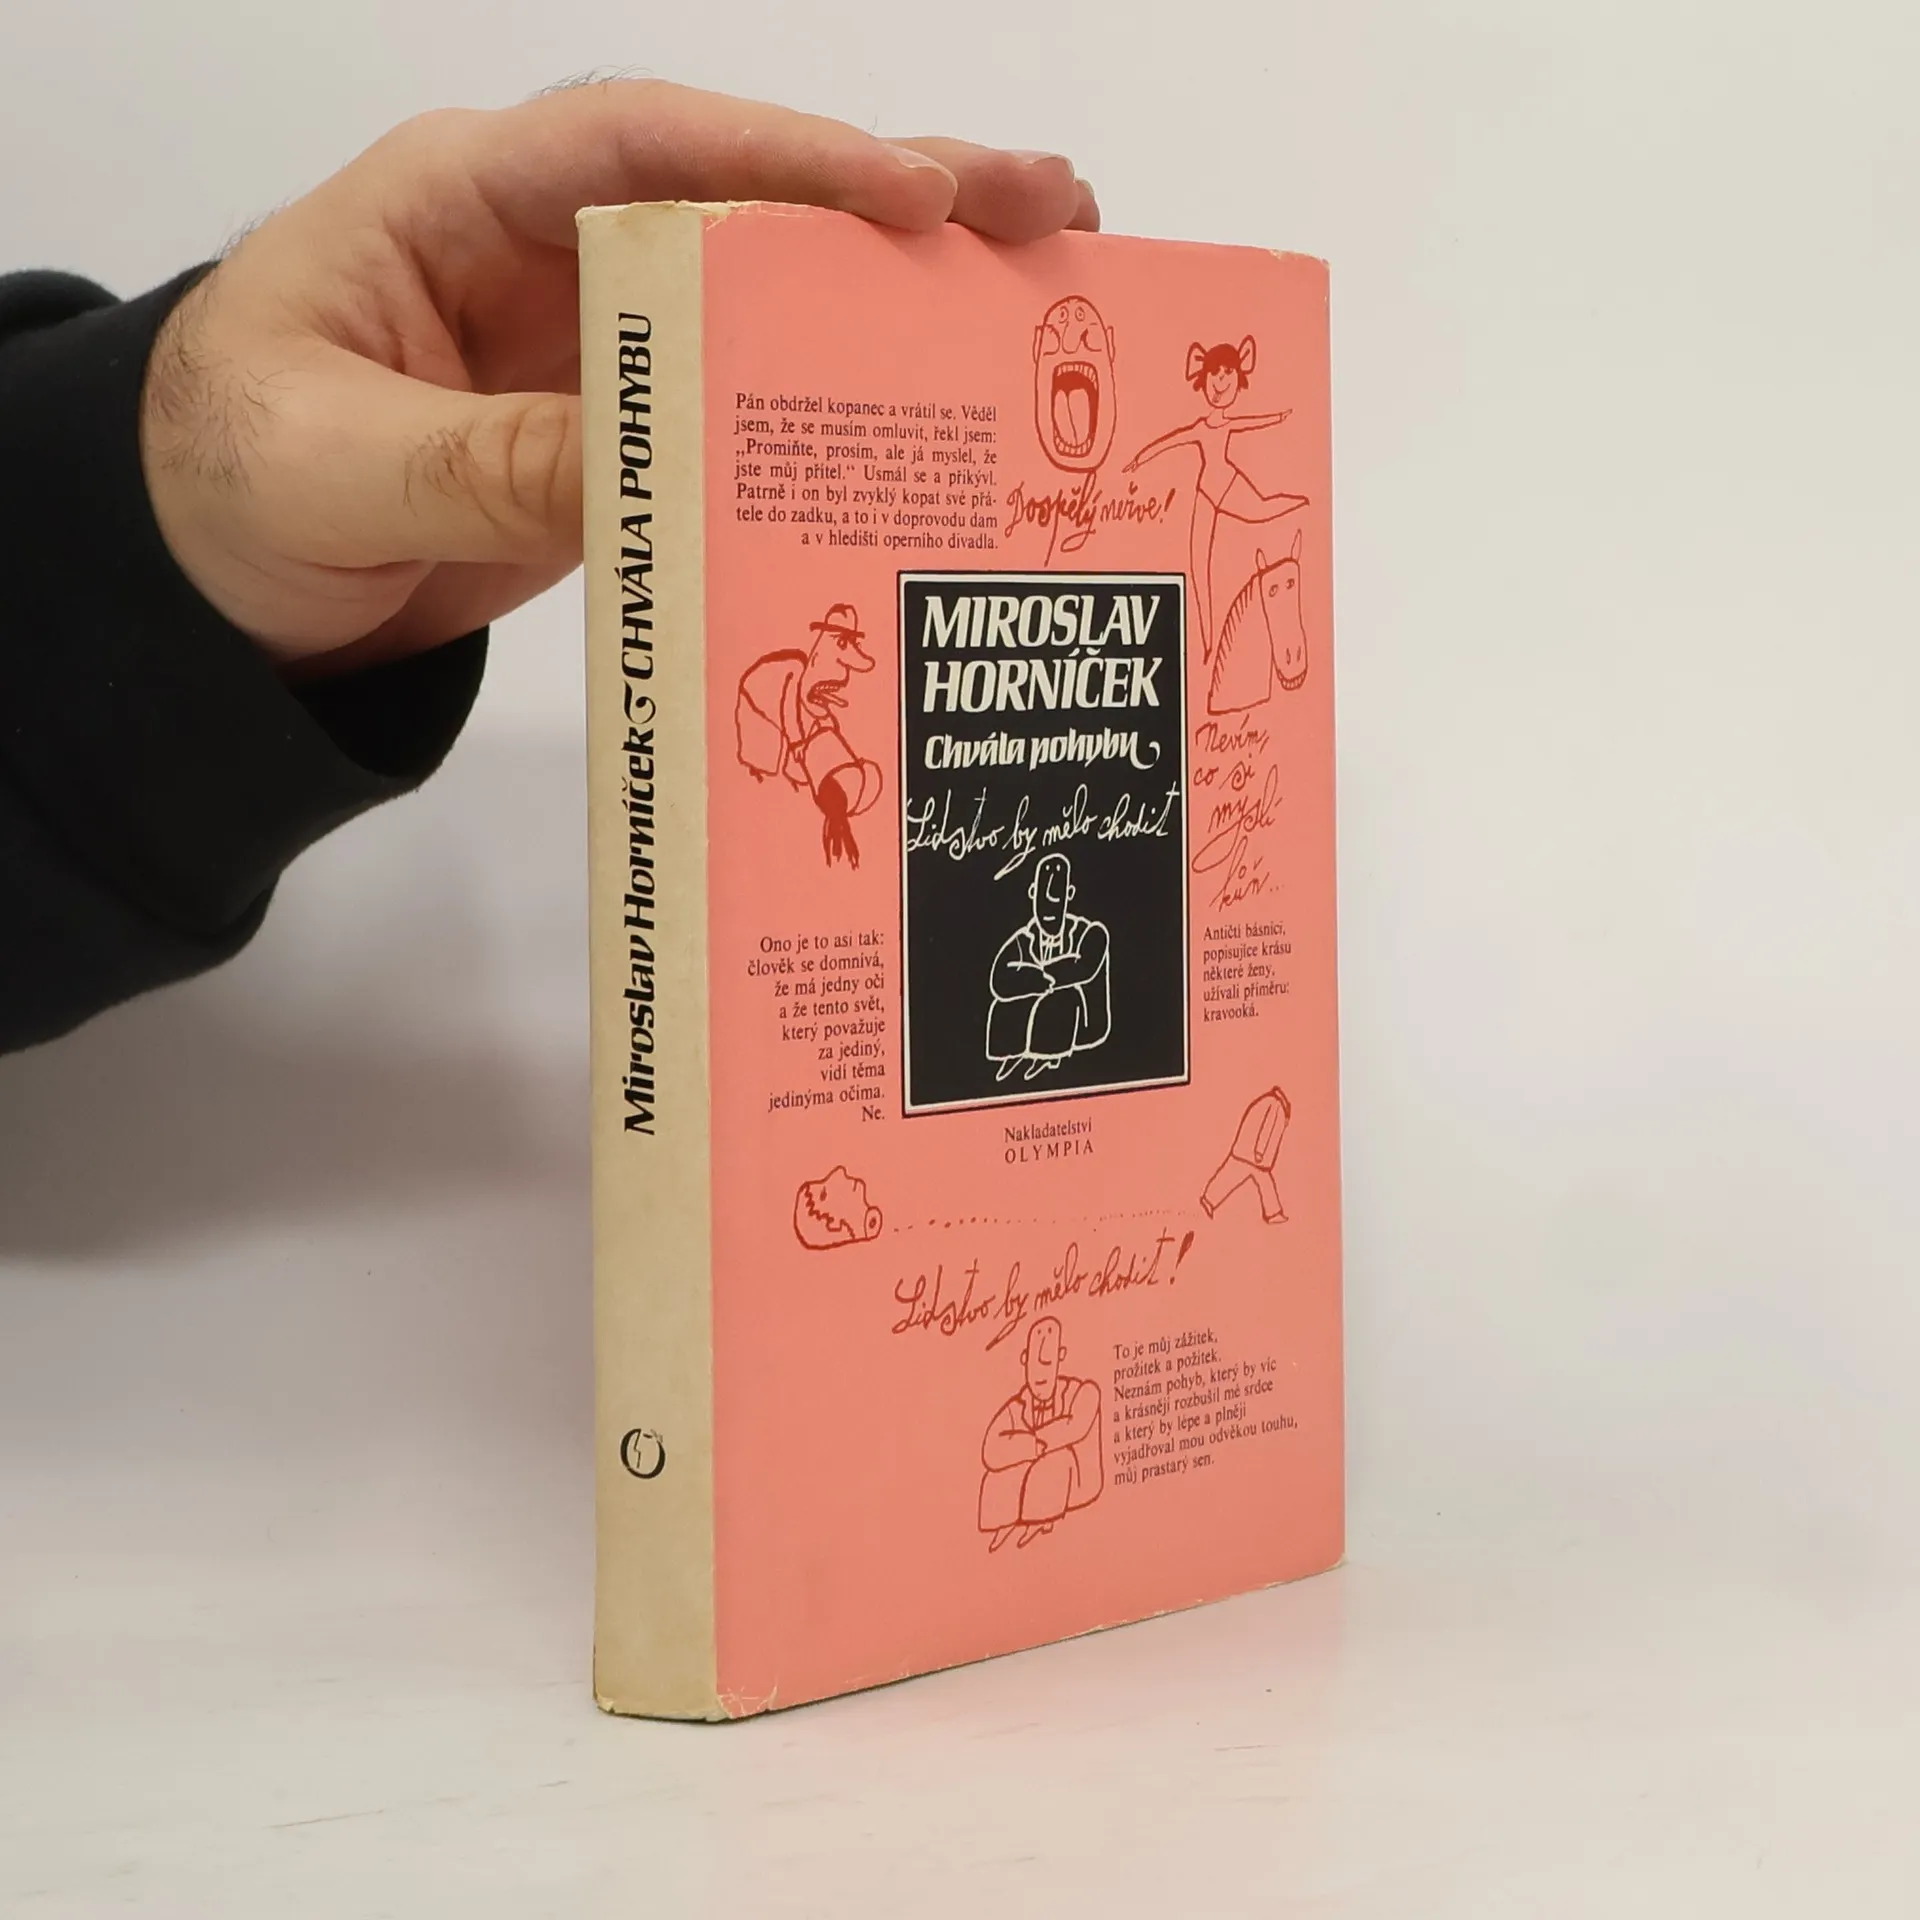 Miroslav Horníček CHVÁLA POHYBU
Pán obdržel kopanec a vrátil se. Věděl
jsem, že se musím omluvit, řekl jsem:
„Promiňte, prosím, ale já myslel, že
jste můj přítel.“ Usmál se a přikývl.
Patrně i on byl zvyklý kopat své přá-
tele do zadku, a to i v doprovodu dam
a v hledišti operního divadla.
Dospělý neřve!
MIROSLAV
HORNÍČEK
Chvála pohybu
Lidstvo by mělo chodit
Nevím,
co si
myslí
kůň...
Ono je to asi tak:
člověk se domnívá,
že má jedny oči
a že tento svět,
který považuje
za jediný,
vidí těma
jedinýma očima.
Ne.
Antičtí básníci,
popisujíce krásu
některé ženy,
užívali příměru:
kravooká.
Nakladatelství
OLYMPIA
Lidstvo by mělo chodit!
To je můj zážitek,
prožitek a požitek.
Neznám pohyb, který by víc
a krásněji rozbušil mé srdce
a který by lépe a plněji
vyjadřoval mou odvěkou touhu,
můj prastarý sen.